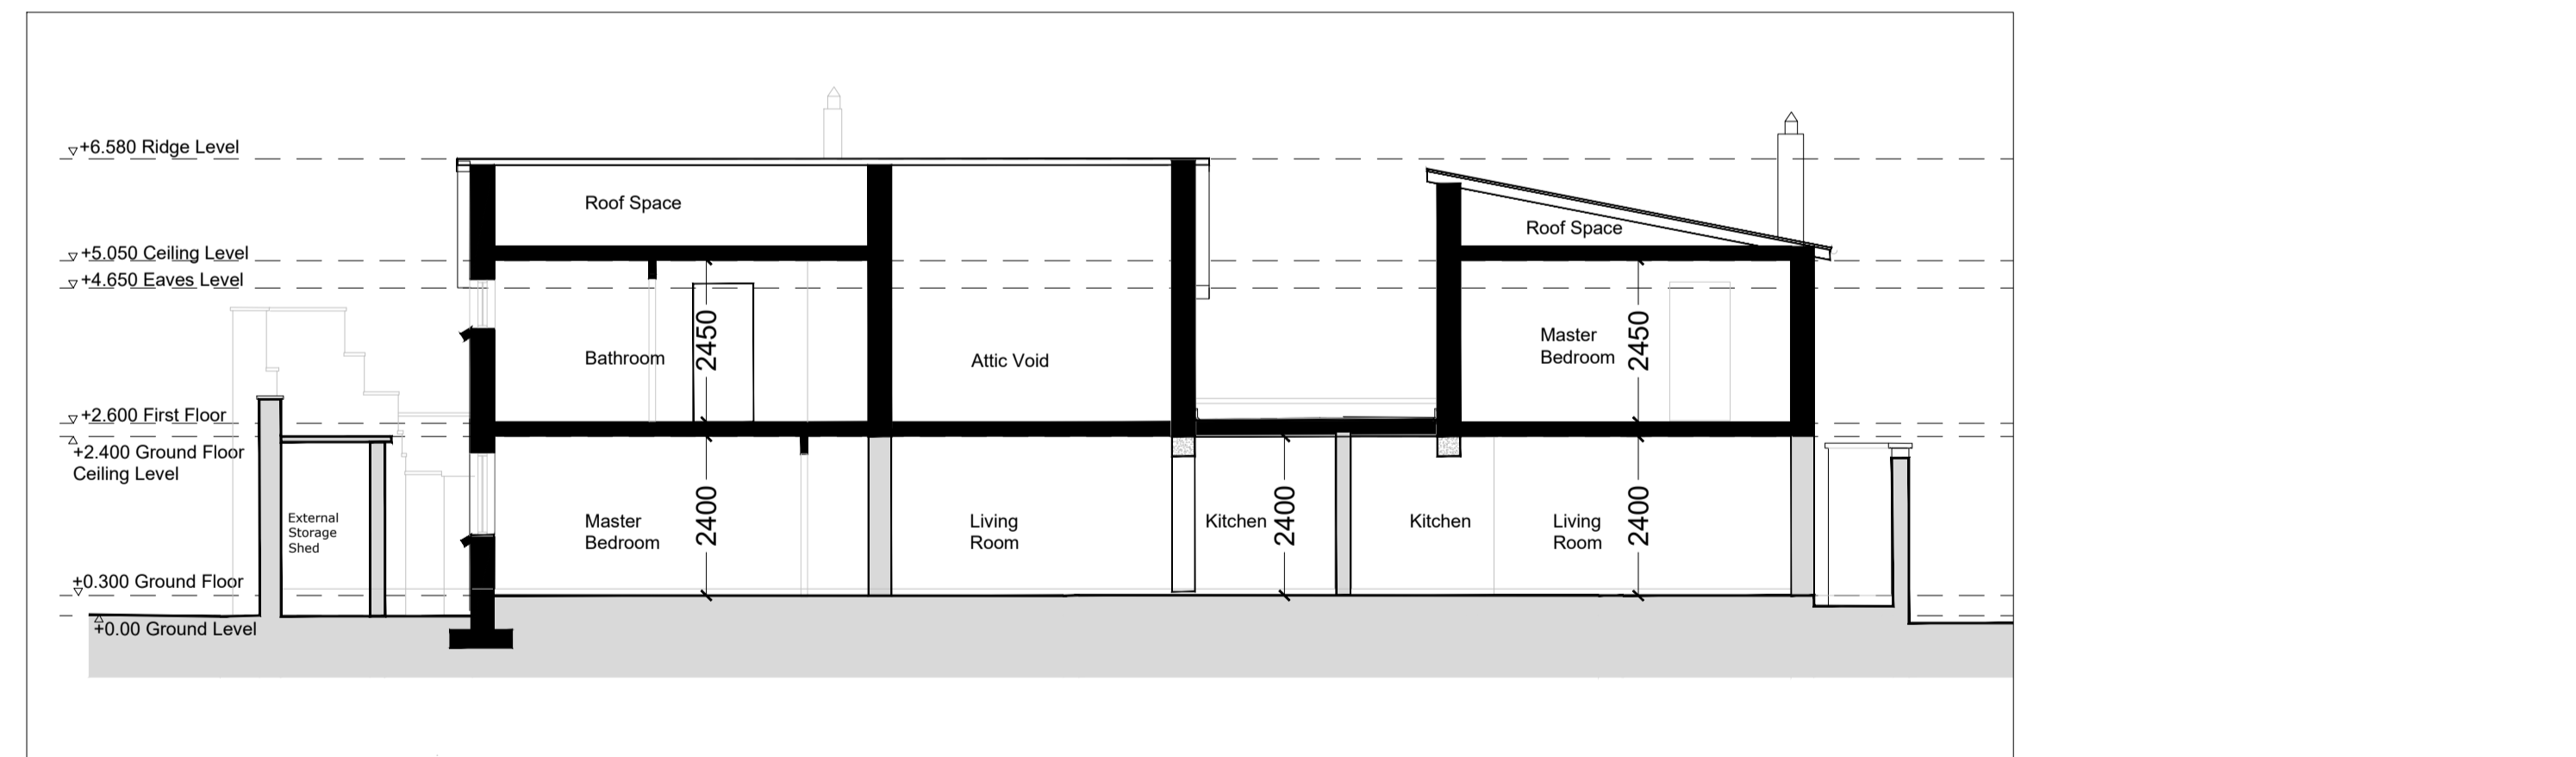 +6.580 Ridge Level
Roof Space
Roof Space
+5.050 Ceiling Level
+4.650 Eaves Level
Bathroom
2450
Attic Void
Master
Bedroom
2450
+2.600 First Floor
+2.400 Ground Floor
Ceiling Level
External
Storage
Shed
Master
Bedroom
2400
Living
Room
Kitchen
2400
Kitchen
Living
Room
2400
+0.300 Ground Floor
+0.00 Ground Level